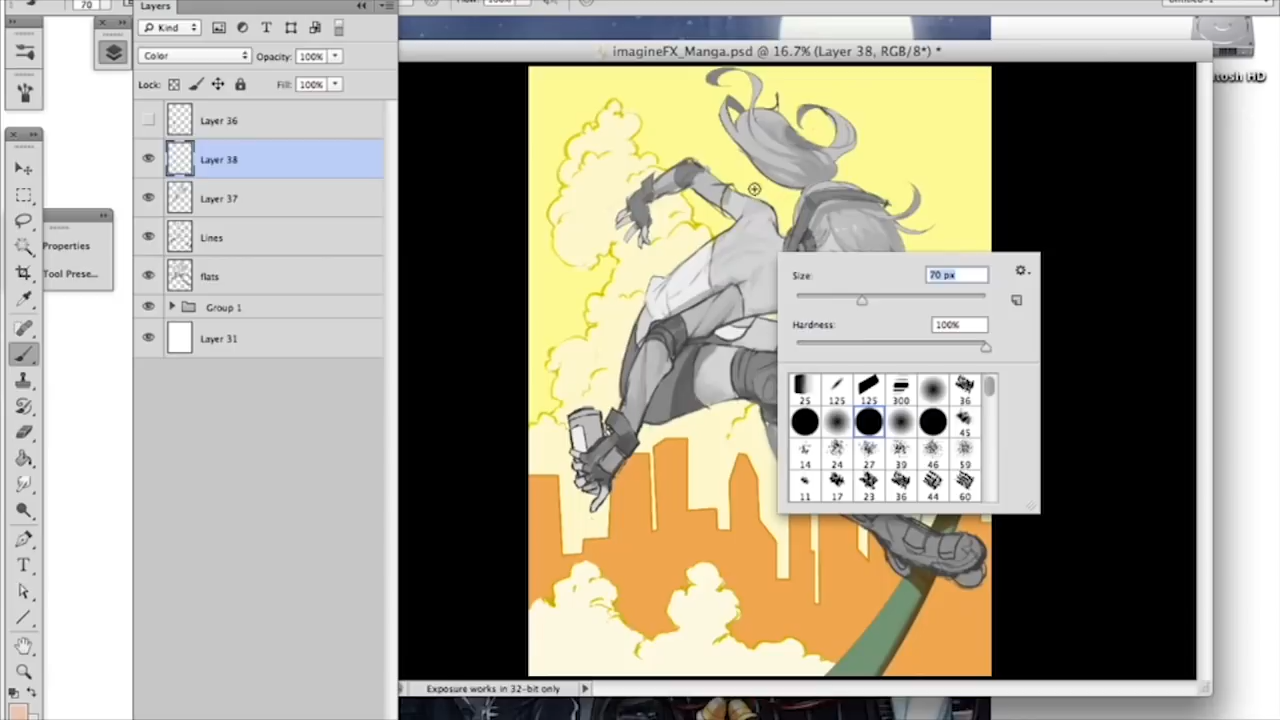 70
Layers
Kind
Color
Opacity: 100%
Lock:
Fill: 100%
Layer 36
Layer 38
Layer 37
Lines
flats
Group 1
Layer 31
Properties
Tool Prese...
imagineFX_Manga.psd @ 16.7% (Layer 38, RGB/8*) *
tosh HD
Size:
70 px
Hardness:
100%
25 125 125 300 36
45
14 24 27 39 46 59
11 17 23 36 44 60
Exposure works in 32-bit only